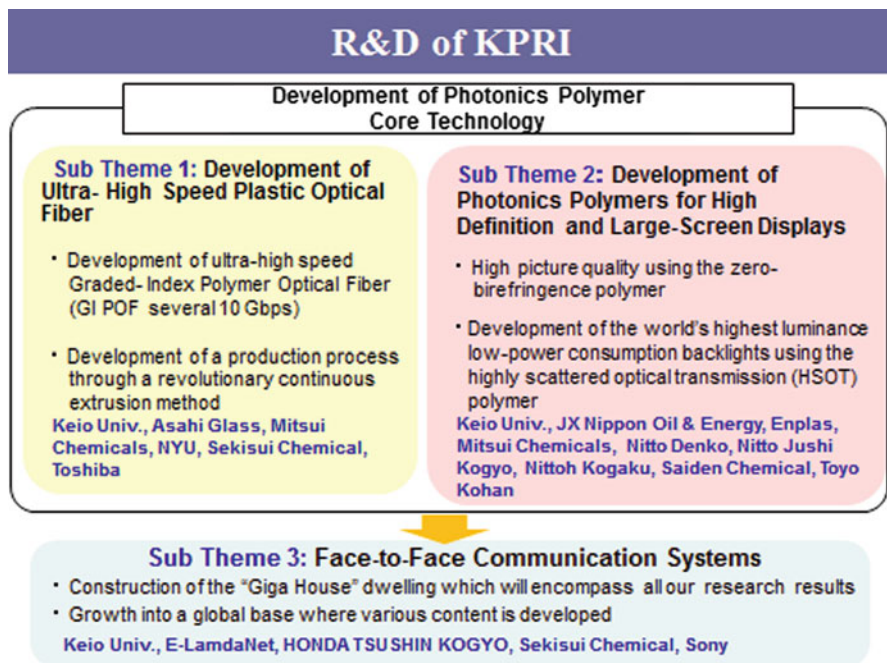 R&D of KPRI
Development of Photonics Polymer
Core Technology
Sub Theme 1: Development of
Ultra- High Speed Plastic Optical
Fiber
• Development of ultra-high speed
Graded- Index Polymer Optical Fiber
(GI POF several 10 Gbps)
• Development of a production process
through a revolutionary continuous
extrusion method
Keio Univ., Asahi Glass, Mitsui
Chemicals, NYU, Sekisui Chemical,
Toshiba
Sub Theme 2: Development of
Photonics Polymers for High
Definition and Large-Screen Displays
• High picture quality using the zero-
birefringence polymer
• Development of the world's highest luminance
low-power consumption backlights using the
highly scattered optical transmission (HSOT)
polymer
Keio Univ., JX Nippon Oil & Energy, Enplas,
Mitsui Chemicals, Nitto Denko, Nitto Jushi
Kogyo, Nittoh Kogaku, Saiden Chemical, Toyo
Kohan
Sub Theme 3: Face-to-Face Communication Systems
• Construction of the “Giga House” dwelling which will encompass all our research results
• Growth into a global base where various content is developed
Keio Univ., E-LamdaNet, HONDA TSUSHIN KOGYO, Sekisui Chemical, Sony